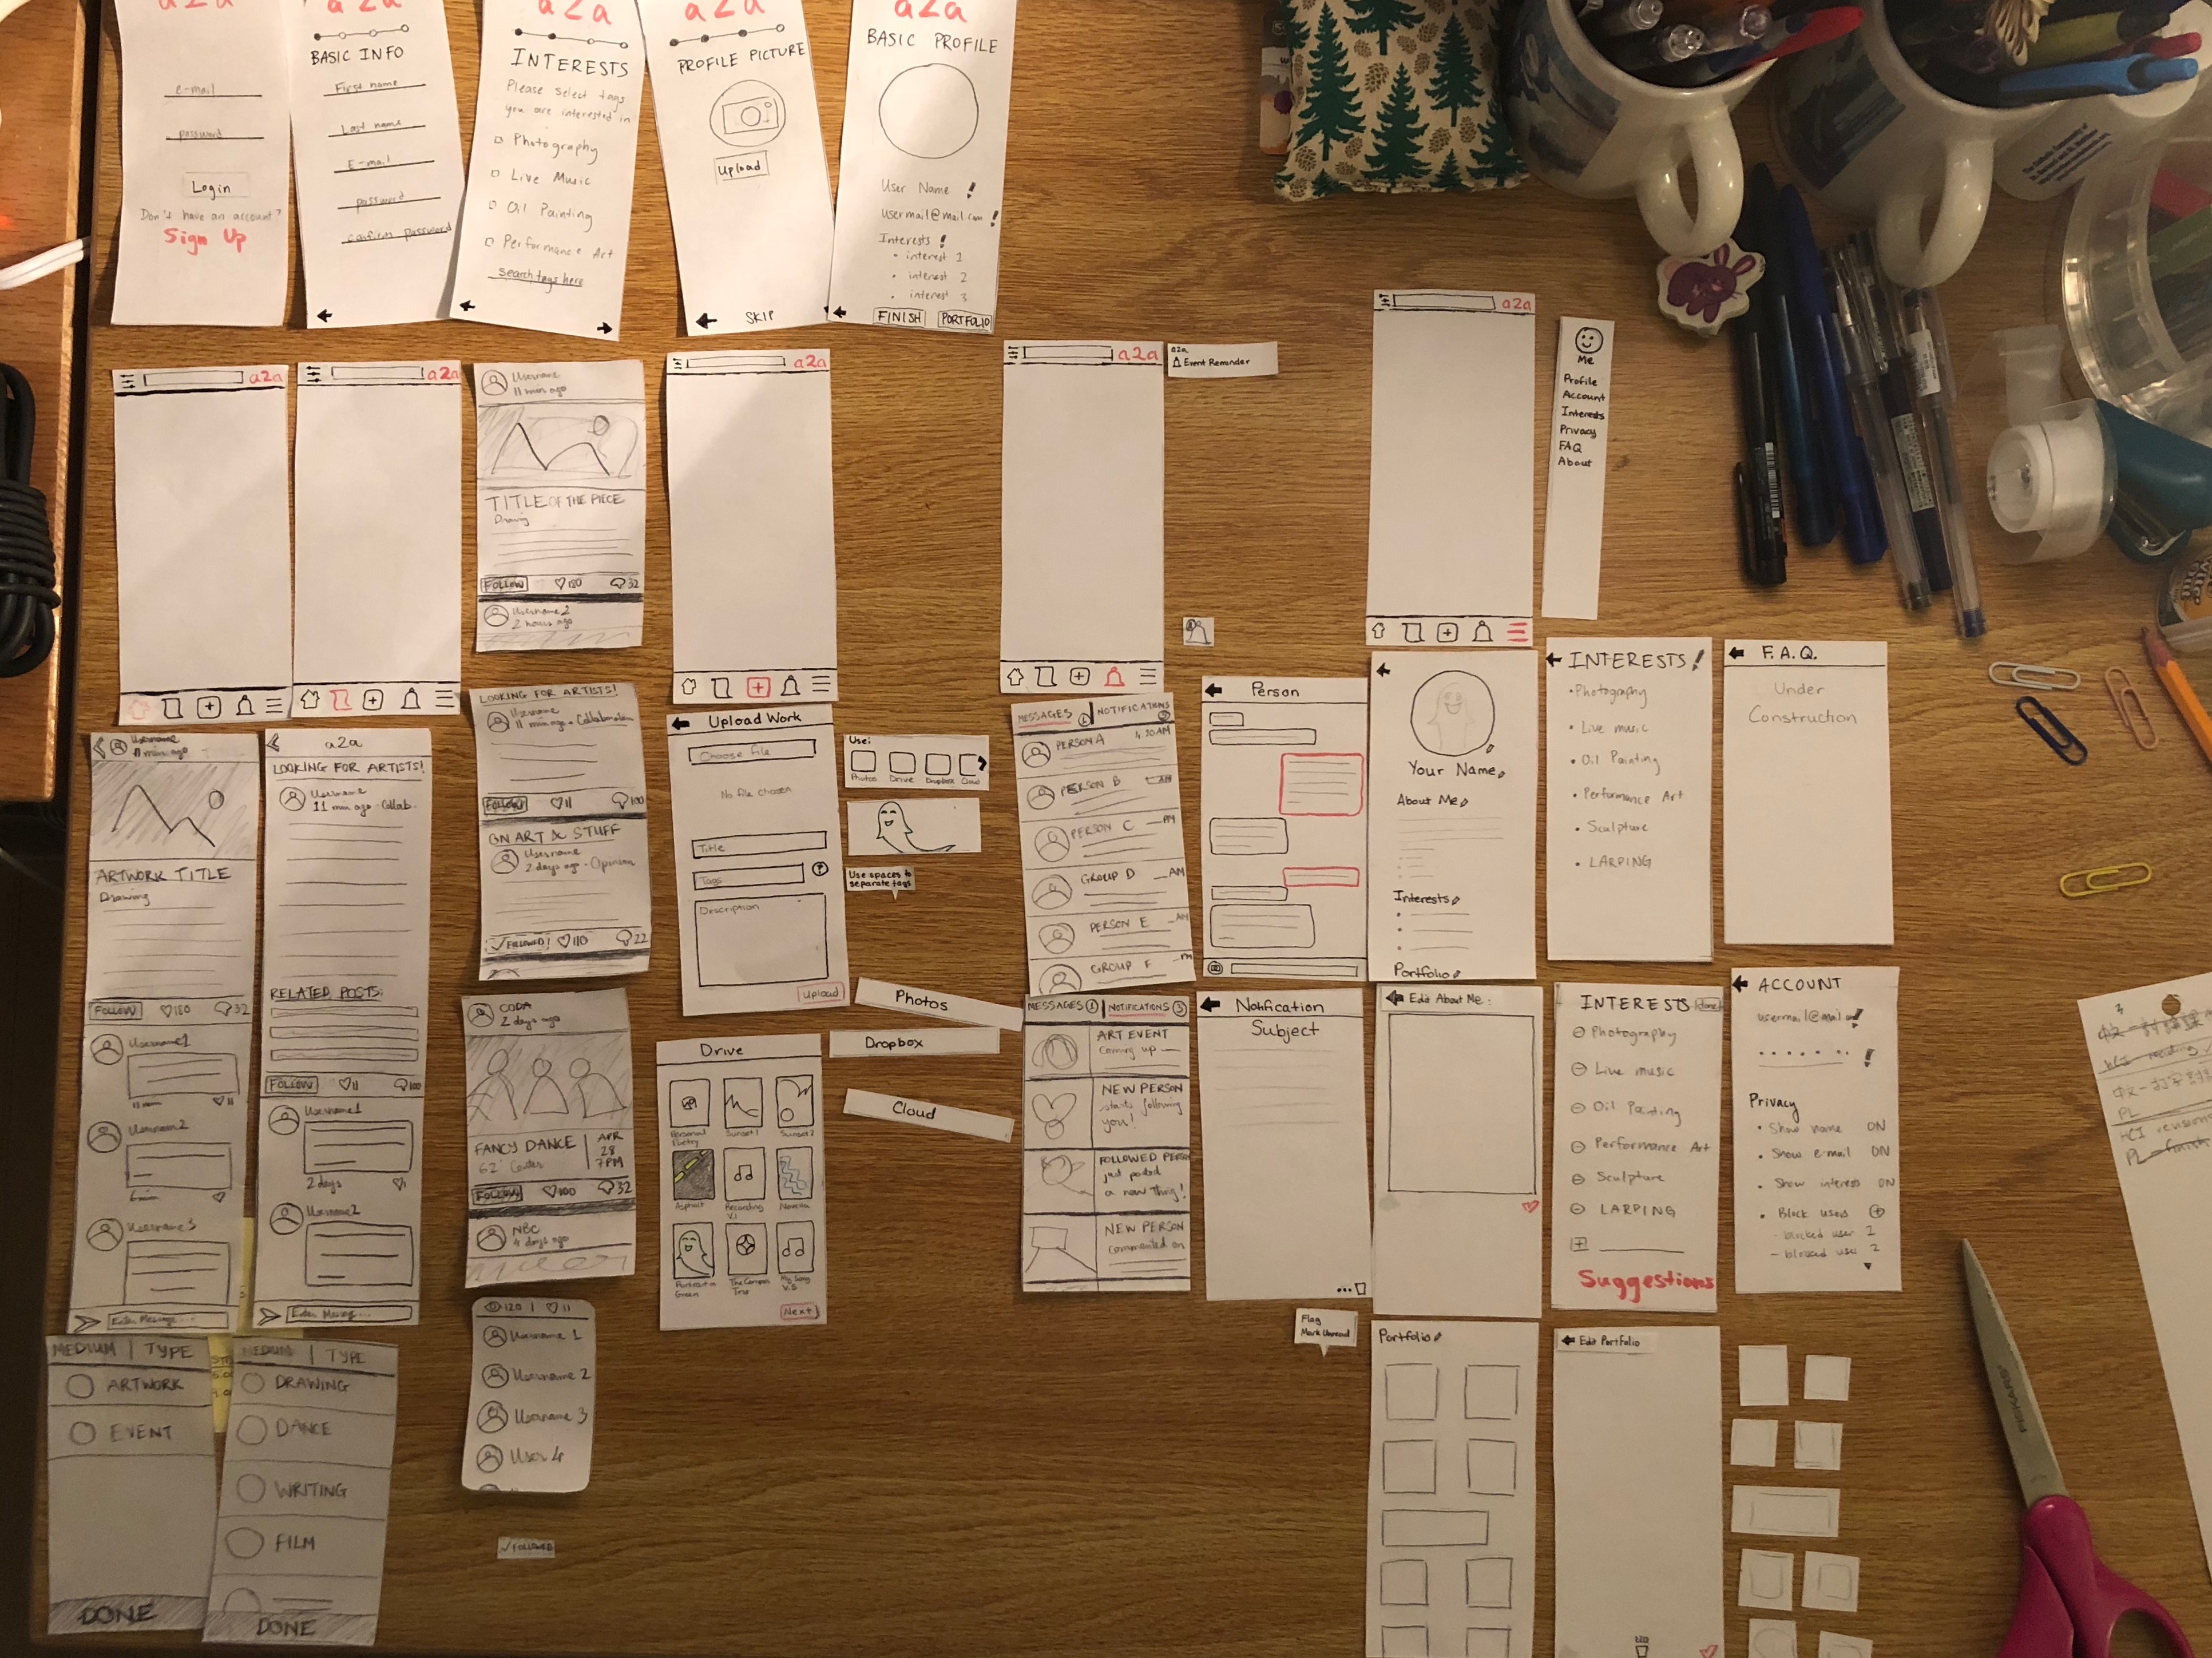 a2a
e-mail
password
Login
Don't have an account?
Sign Up
a2a
BASIC INFO
First name
Last name
E-mail
password
confirm password
a2a
INTERESTS
Please select tags
you are interested in
Photography
Live Music
Oil Painting
Performance Art
Search tags here
a2a
PROFILE PICTURE
Upload
SKIP
a2a
BASIC PROFILE
User Name !
usermail@mail.com !
Interests !
• interest 1
• interest 2
• interest 3
FINISH PORTFOLIO
a2a
a2a
Username
11 min ago
TITLE OF THE PIECE
Drawing
FOLLOW 180 32
Username2
2 hours ago
a2a
a2a
a2a
Event Reminder
a2a
Me
Profile
Account
Interests
Privacy
FAQ
About
Username
11 min ago
ARTWORK TITLE
Drawing
FOLLOW 180 32
Username1
11
Username2
6 min
Username3
Enter Message...
a2a
LOOKING FOR ARTISTS!
Username
11 min ago · Collab.
RELATED POSTS:
FOLLOW 11 100
Username1
2 days
Username2
LOOKING FOR ARTISTS!
Username
11 min ago · Collaboration
FOLLOW 11 100
ON ART & STUFF
Username
2 days ago · Opinion
✓ FOLLOWED! 110 22
CODA
2 days ago
FANCY DANCE
62' Center
APR
28
7PM
FOLLOW 100 32
NBC
4 days ago
120 | 11
Username 1
Username 2
Username 3
User 4
✓ FOLLOWED
MEDIUM | TYPE
ARTWORK
EVENT
DONE
MEDIUM | TYPE
DRAWING
DANCE
WRITING
FILM
DONE
Upload Work
Choose file
No file chosen
Title
Tags ?
Description
Upload
Use:
Photos Drive Dropbox Cloud
Use spaces to
separate tags
Photos
Dropbox
Cloud
Drive
Personal
Poetry
Sunset 1
Sunset 2
Asphalt
Recording
V.1
Portrait in
Green
The Compass
My Song
V.3
Next
MESSAGES NOTIFICATIONS
PERSON A 4:20AM
PERSON B AM
PERSON C PM
GROUP D AM
PERSON E AM
GROUP F PM
MESSAGES 1 NOTIFICATIONS 3
ART EVENT
Coming up
NEW PERSON
starts following
you!
FOLLOWED PERSON
just posted
a new thing!
NEW PERSON
commented on
Person
Notification
Subject
Flag
Mark Unread
Your Name
About Me
Interests
Portfolio
Edit About Me:
Portfolio
Edit Portfolio
INTERESTS!
• Photography
• Live music
• Oil Painting
• Performance Art
• Sculpture
• LARPING
INTERESTS done
Photography
Live music
Oil Painting
Performance Art
Sculpture
LARPING
Suggestions
F.A.Q.
Under
Construction
ACCOUNT
usermail@mail !
Privacy
• Show name ON
• Show e-mail ON
• Show interest ON
• Block users
- blocked user 1
- blocked user 2
FISKARS